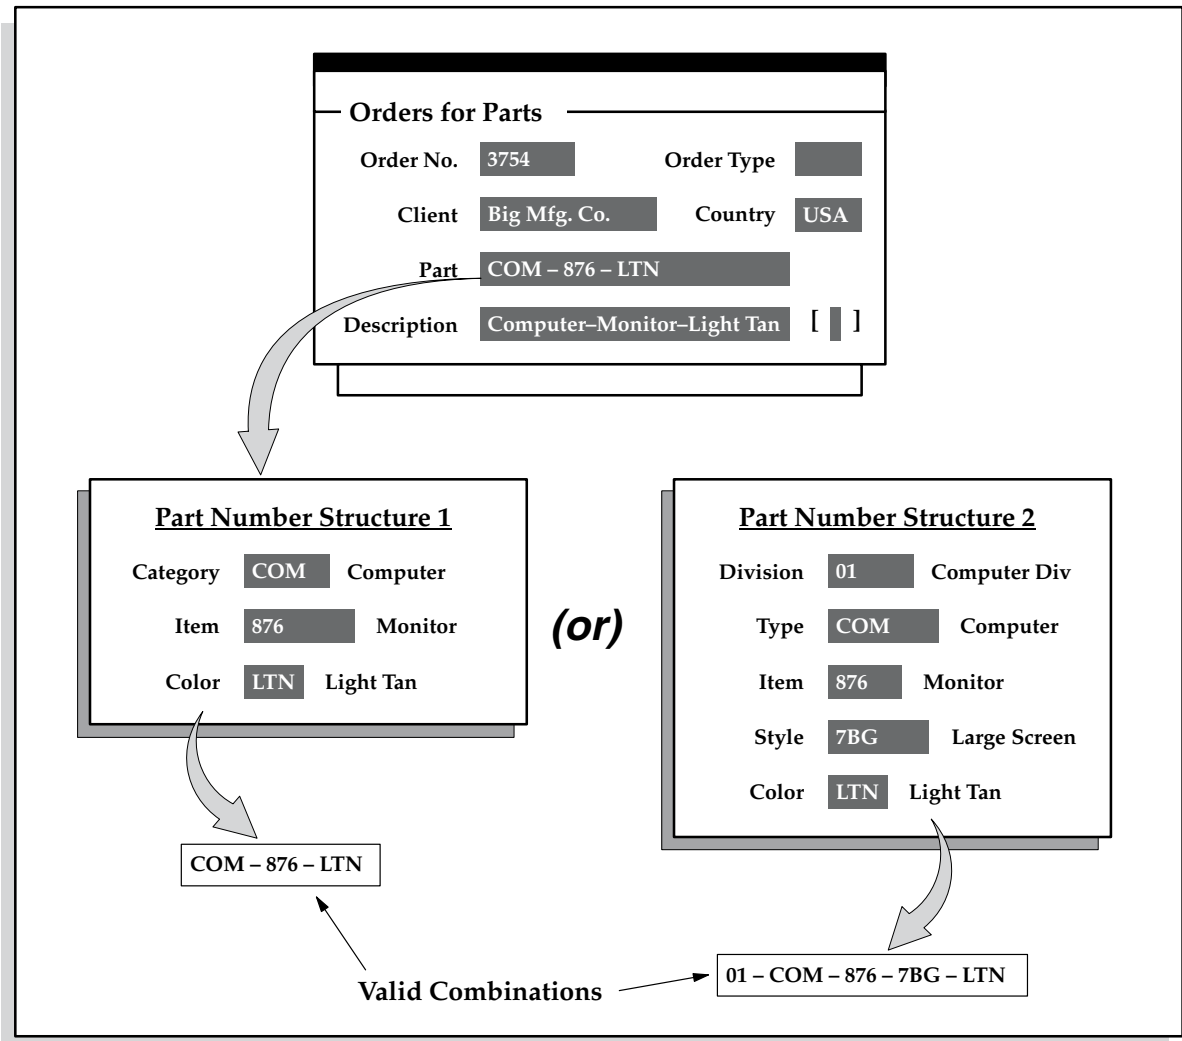 Orders for Parts
Order No. 3754 Order Type
Client Big Mfg. Co. Country USA
Part COM – 876 – LTN
Description Computer–Monitor–Light Tan [ ]
Part Number Structure 1
Category COM Computer
Item 876 Monitor
Color LTN Light Tan
(or)
Part Number Structure 2
Division 01 Computer Div
Type COM Computer
Item 876 Monitor
Style 7BG Large Screen
Color LTN Light Tan
COM – 876 – LTN
01 – COM – 876 – 7BG – LTN
Valid Combinations